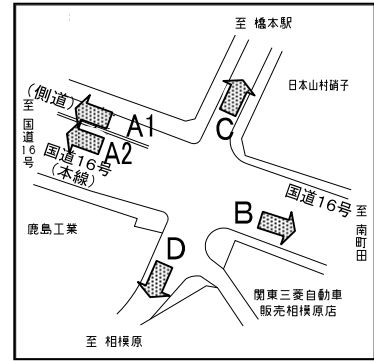 至 橋本駅
日本山村硝子
(側道)
A1
至 国道16号
A2
国道16号
(本線)
C
国道16号
B
至 南町田
鹿島工業
D
関東三菱自動車
販売相模原店
至 相模原